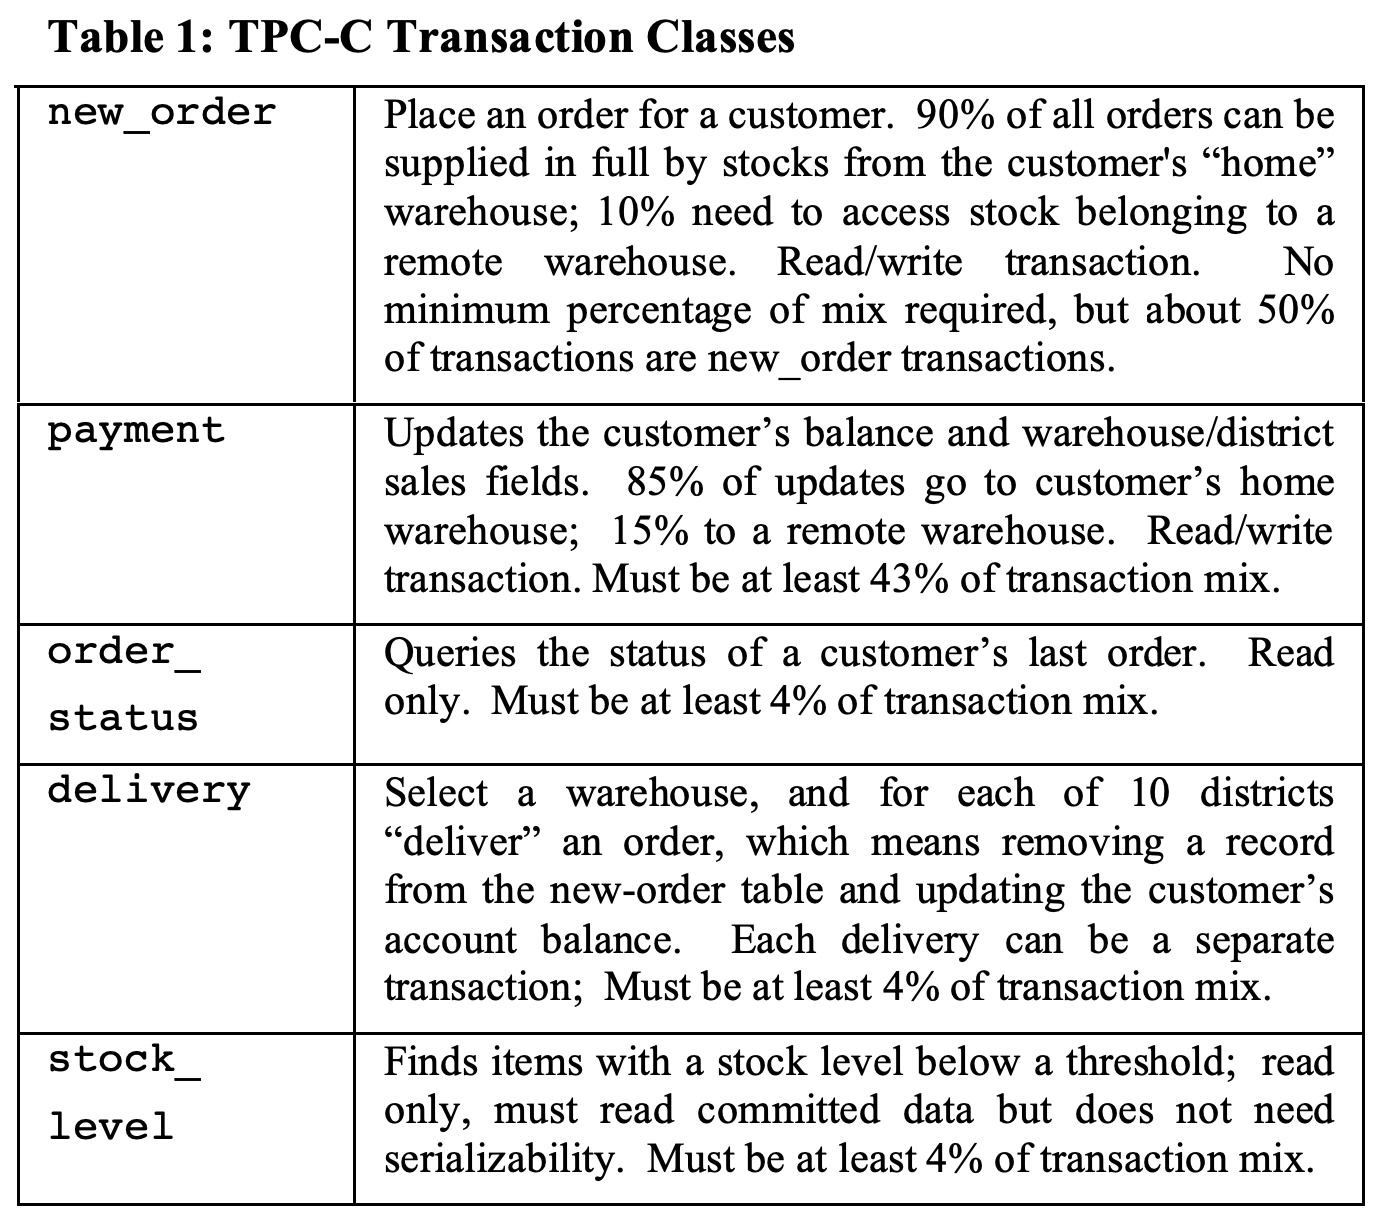 Table 1: TPC-C Transaction Classes
new_order
Place an order for a customer.  90% of all orders can be
supplied in full by stocks from the customer's “home”
warehouse; 10% need to access stock belonging to a
remote warehouse. Read/write transaction.  No
minimum percentage of mix required, but about 50%
of transactions are new_order transactions.
payment
Updates the customer’s balance and warehouse/district
sales fields.  85% of updates go to customer’s home
warehouse;  15% to a remote warehouse.  Read/write
transaction. Must be at least 43% of transaction mix.
order_
status
Queries the status of a customer’s last order.  Read
only.  Must be at least 4% of transaction mix.
delivery
Select a warehouse, and for each of 10 districts
“deliver” an order, which means removing a record
from the new-order table and updating the customer’s
account balance.  Each delivery can be a separate
transaction;  Must be at least 4% of transaction mix.
stock_
level
Finds items with a stock level below a threshold;  read
only, must read committed data but does not need
serializability.  Must be at least 4% of transaction mix.